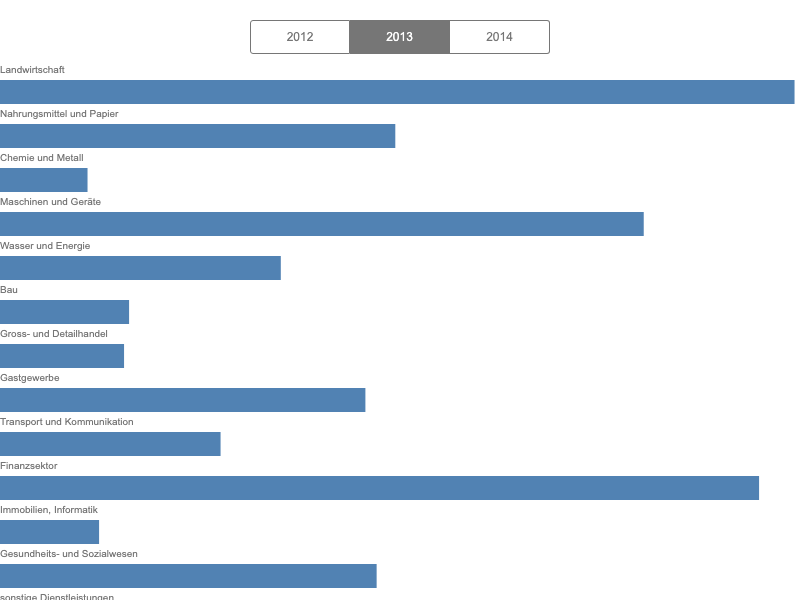 2012 2013 2014
Landwirtschaft
Nahrungsmittel und Papier
Chemie und Metall
Maschinen und Geräte
Wasser und Energie
Bau
Gross- und Detailhandel
Gastgewerbe
Transport und Kommunikation
Finanzsektor
Immobilien, Informatik
Gesundheits- und Sozialwesen
sonstige Dienstleistungen